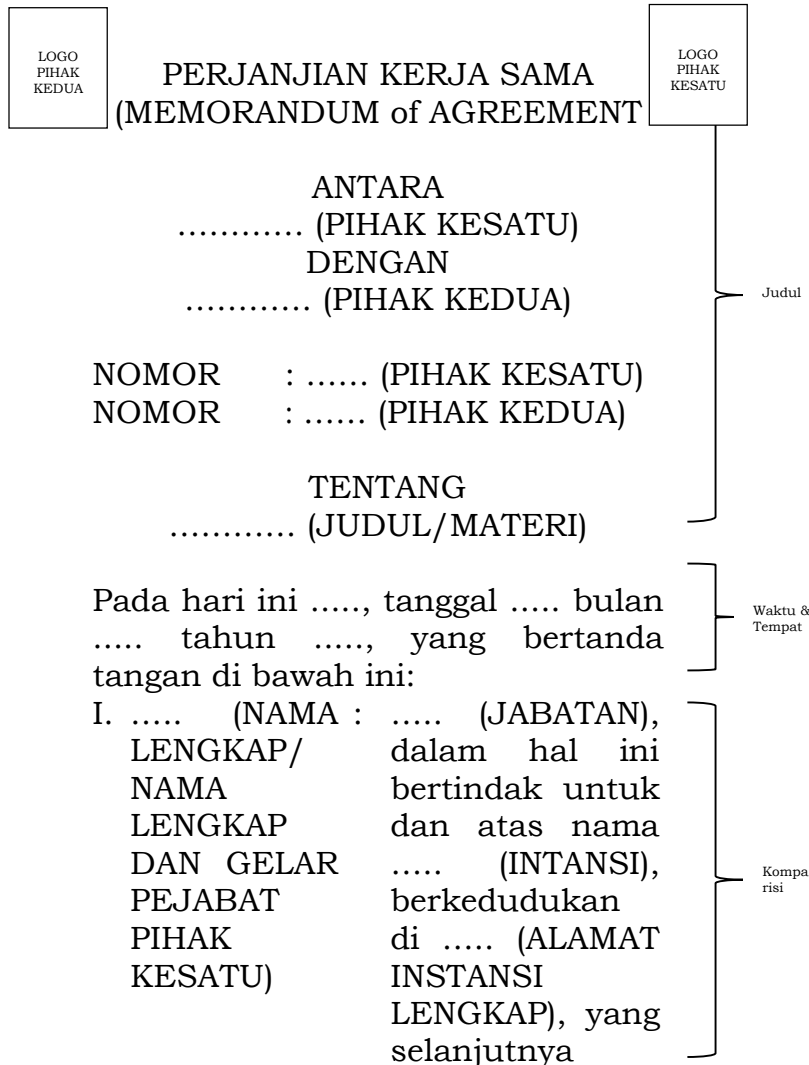 LOGO
PIHAK
KEDUA
LOGO
PIHAK
KESATU
PERJANJIAN KERJA SAMA
(MEMORANDUM of AGREEMENT
ANTARA
………… (PIHAK KESATU)
DENGAN
………… (PIHAK KEDUA)
NOMOR : …… (PIHAK KESATU)
NOMOR : …… (PIHAK KEDUA)
TENTANG
………… (JUDUL/MATERI)
Judul
Pada hari ini ….., tanggal ….. bulan
….. tahun ….., yang bertanda
tangan di bawah ini:
Waktu &
Tempat
I. ….. (NAMA : ….. (JABATAN),
LENGKAP/ dalam hal ini
NAMA bertindak untuk
LENGKAP dan atas nama
DAN GELAR ….. (INTANSI),
PEJABAT berkedudukan
PIHAK di ….. (ALAMAT
KESATU) INSTANSI
LENGKAP), yang
selanjutnya
Kompa
risi